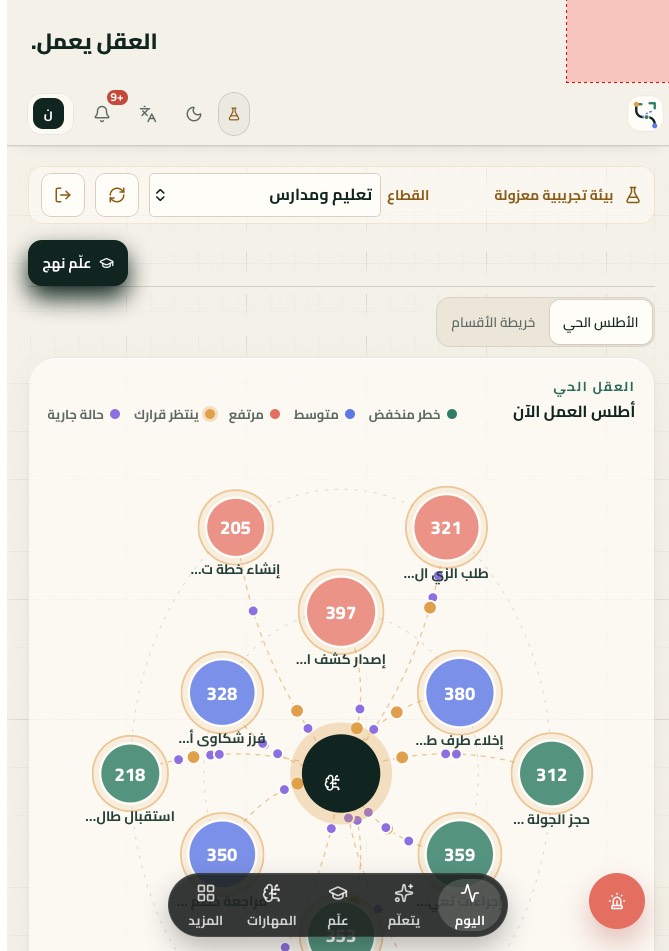 العقل يعمل.
9+
ن
بيئة تجريبية معزولة
القطاع
تعليم ومدارس
علّم نهج
الأطلس الحي
خريطة الأقسام
العقل الحي
أطلس العمل الآن
خطر منخفض
متوسط
مرتفع
ينتظر قرارك
حالة جارية
321
طلب الزي ال...
205
إنشاء خطة ت...
397
إصدار كشف ا...
380
إخلاء طرف ط...
328
فرز شكاوى أ...
312
حجز الجولة ...
218
استقبال طال...
359
350
353
اليوم
يتعلّم
علّم
المهارات
المزيد